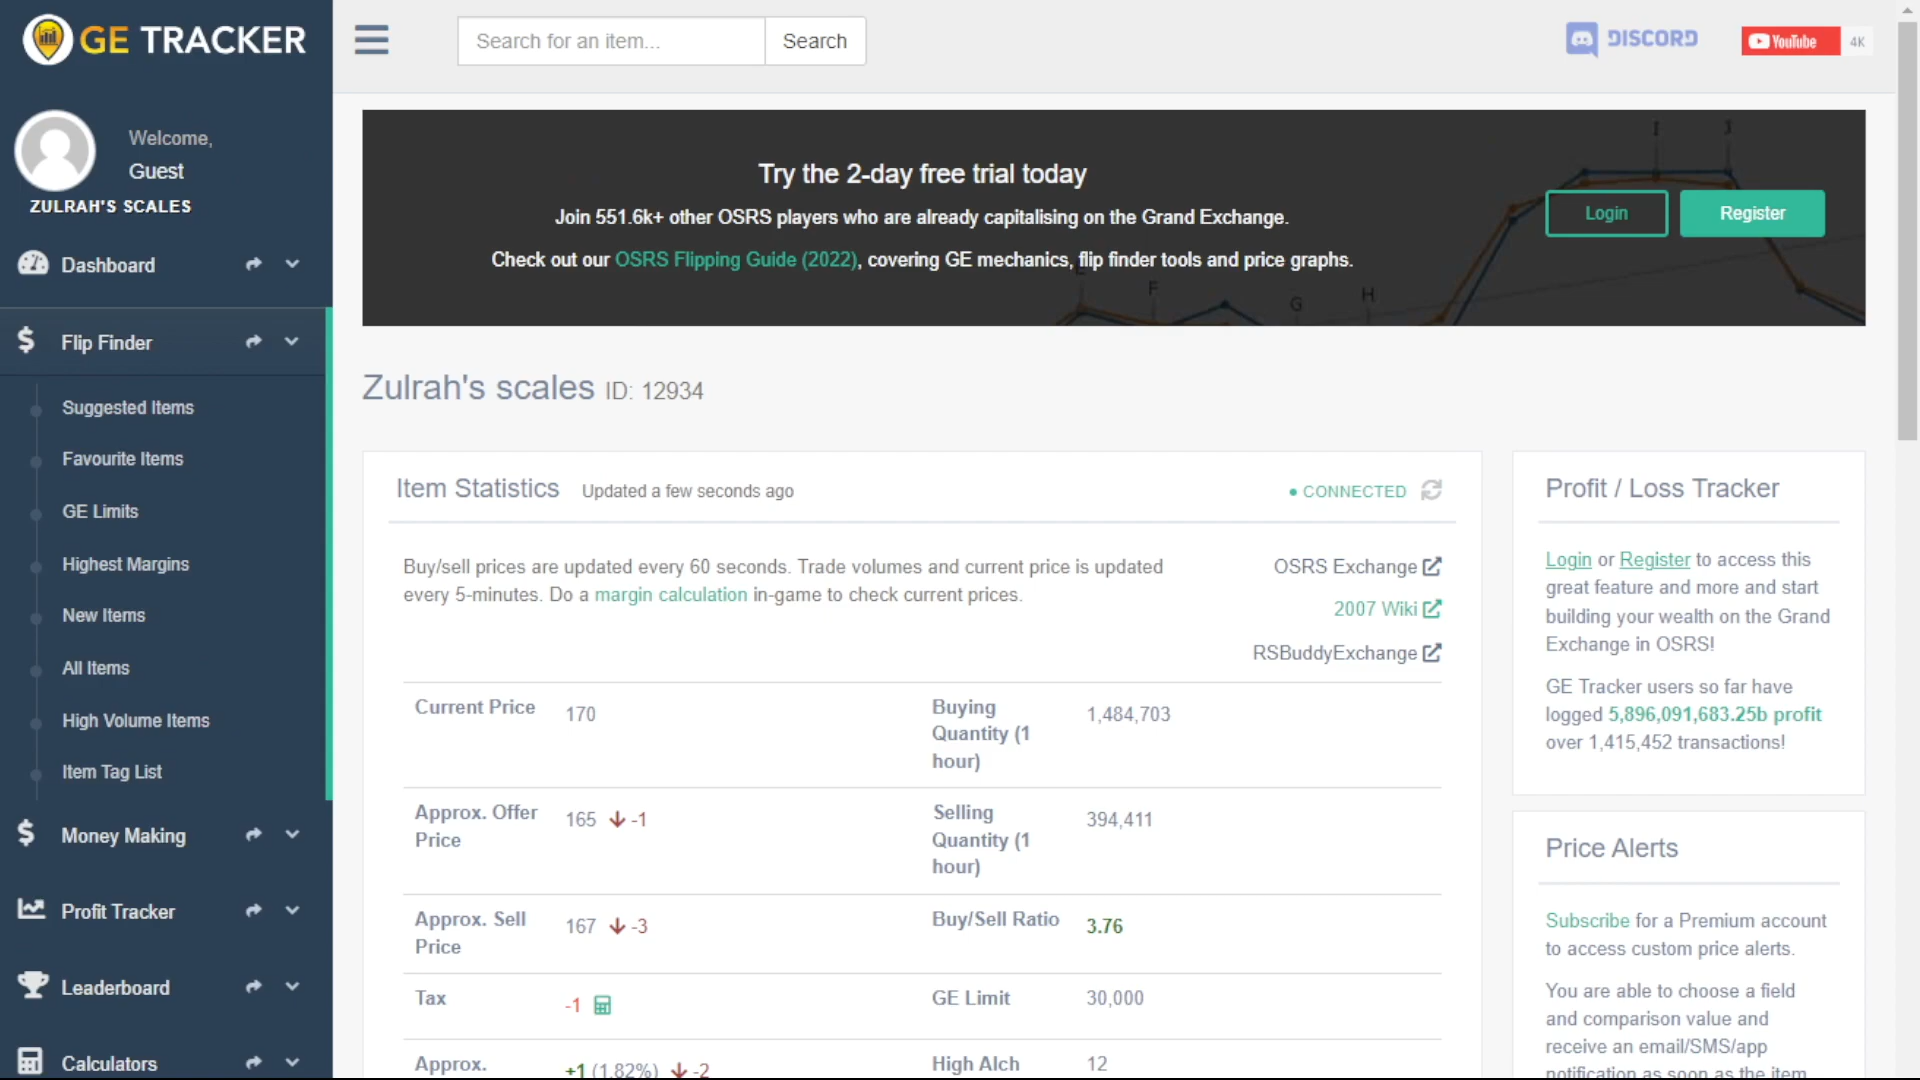 GE TRACKER
Search for an item...
Search
DISCORD
YouTube
4K
Welcome,
Guest
ZULRAH'S SCALES
Dashboard
Flip Finder
Suggested Items
Favourite Items
GE Limits
Highest Margins
New Items
All Items
High Volume Items
Item Tag List
Money Making
Profit Tracker
Leaderboard
Calculators
Try the 2-day free trial today
Join 551.6k+ other OSRS players who are already capitalising on the Grand Exchange.
Check out our OSRS Flipping Guide (2022), covering GE mechanics, flip finder tools and price graphs.
Login
Register
E
F
G
H
I
J
Zulrah's scales ID: 12934
Item Statistics Updated a few seconds ago
CONNECTED
Buy/sell prices are updated every 60 seconds. Trade volumes and current price is updated
every 5-minutes. Do a margin calculation in-game to check current prices.
OSRS Exchange
2007 Wiki
RSBuddyExchange
Current Price 170
Buying
Quantity (1
hour)
1,484,703
Approx. Offer
Price
165 -1
Selling
Quantity (1
hour)
394,411
Approx. Sell
Price
167 -3
Buy/Sell Ratio 3.76
Tax -1
GE Limit 30,000
Approx. +1 (1.82%) -2
High Alch 12
Profit / Loss Tracker
Login or Register to access this
great feature and more and start
building your wealth on the Grand
Exchange in OSRS!
GE Tracker users so far have
logged 5,896,091,683.25b profit
over 1,415,452 transactions!
Price Alerts
Subscribe for a Premium account
to access custom price alerts.
You are able to choose a field
and comparison value and
receive an email/SMS/app
notification as soon as the item